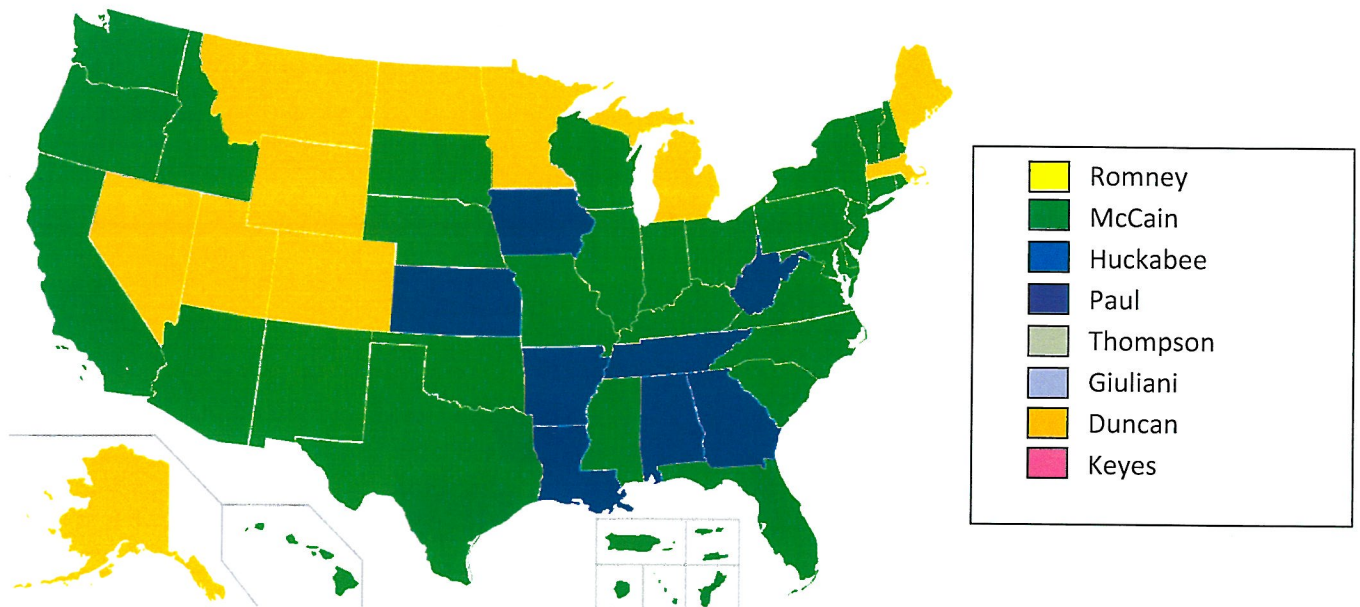 Romney
McCain
Huckabee
Paul
Thompson
Giuliani
Duncan
Keyes